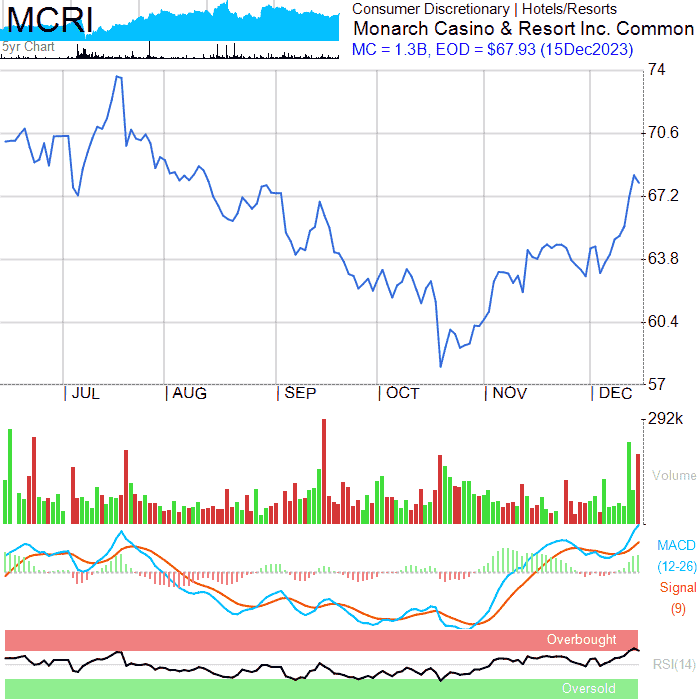 MCRI
5yr Chart
Consumer Discretionary | Hotels/Resorts
Monarch Casino & Resort Inc. Common
MC = 1.3B, EOD = $67.93 (15Dec2023)
74
70.6
67.2
63.8
60.4
57
| JUL | AUG | SEP | OCT | NOV | DEC
292k
Volume
MACD
(12-26)
Signal
(9)
Overbought
RSI(14)
Oversold